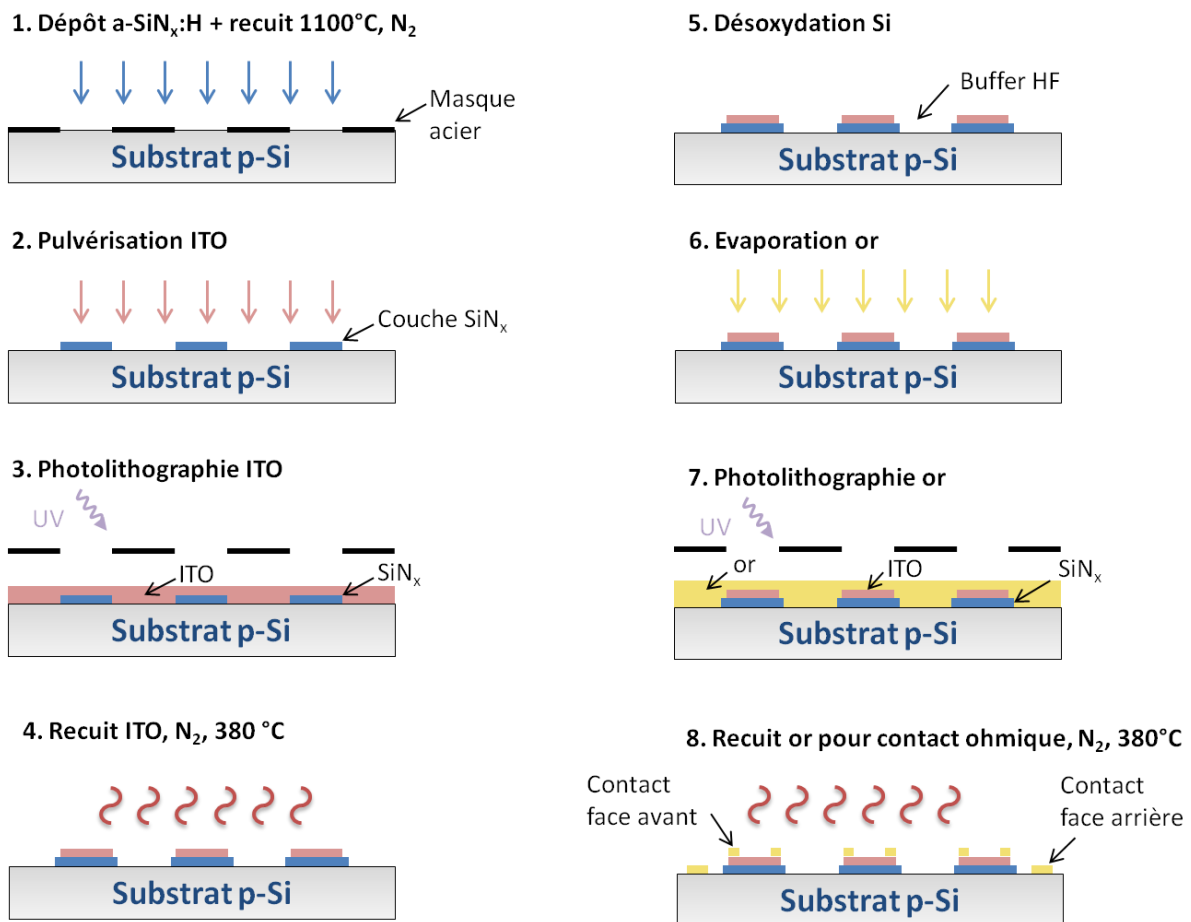 1. Dépôt a-SiNx:H + recuit 1100°C, N2
Masque
acier
Substrat p-Si
2. Pulvérisation ITO
Couche SiNx
Substrat p-Si
3. Photolithographie ITO
UV
ITO
SiNx
Substrat p-Si
4. Recuit ITO, N2, 380 °C
Substrat p-Si
5. Désoxydation Si
Buffer HF
Substrat p-Si
6. Evaporation or
Substrat p-Si
7. Photolithographie or
UV
or
ITO
SiNx
Substrat p-Si
8. Recuit or pour contact ohmique, N2, 380°C
Contact
face avant
Contact
face arrière
Substrat p-Si